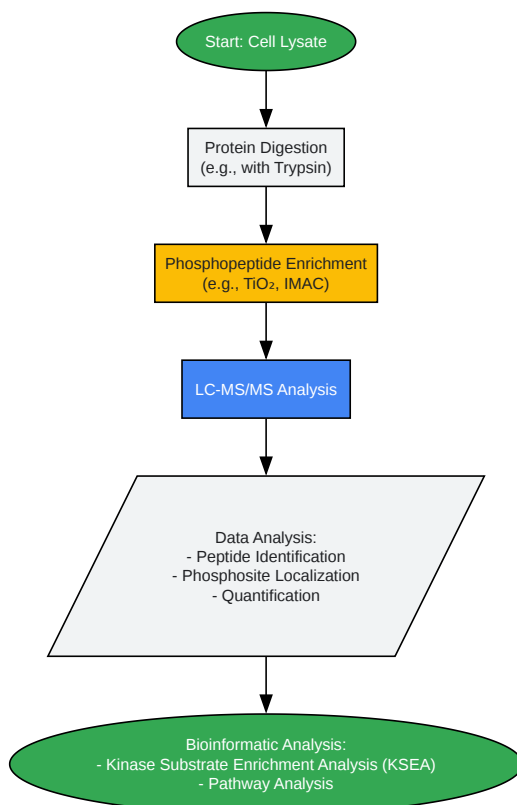 Start: Cell Lysate
Protein Digestion
(e.g., with Trypsin)
Phosphopeptide Enrichment
(e.g., TiO₂, IMAC)
LC-MS/MS Analysis
Data Analysis:
- Peptide Identification
- Phosphosite Localization
- Quantification
Bioinformatic Analysis:
- Kinase Substrate Enrichment Analysis (KSEA)
- Pathway Analysis